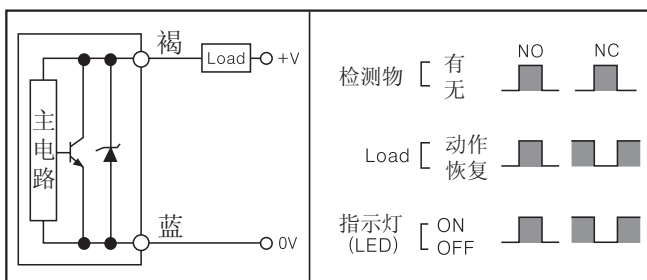 褐
Load
+V
主电路
蓝
0V
NO NC
检测物 [ 有
无
Load [ 动作
恢复
指示灯 (LED) [ ON
OFF